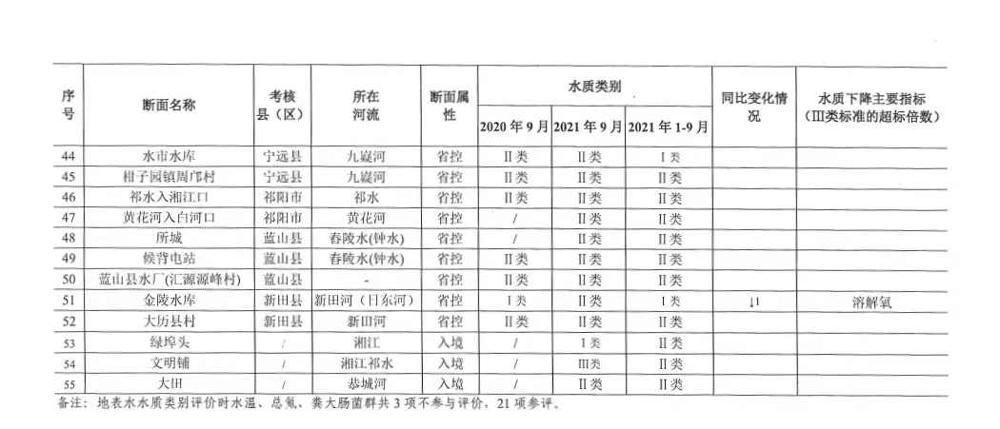 序号 断面名称 考核县（区） 所在河流 断面属性 水质类别 同比变化情况 水质下降主要指标（Ⅲ类标准的超标倍数）
2020 年 9 月 2021 年 9 月 2021 年 1-9 月
44 水市水库 宁远县 九嶷河 省控 Ⅱ类 Ⅱ类 Ⅰ类
45 柑子园镇周邝村 宁远县 九嶷河 省控 Ⅱ类 Ⅱ类 Ⅱ类
46 祁水入湘江口 祁阳市 祁水 省控 Ⅱ类 Ⅱ类 Ⅱ类
47 黄花河入白河口 祁阳市 黄花河 省控 / Ⅱ类 Ⅱ类
48 所城 蓝山县 舂陵水(钟水) 省控 / Ⅱ类 Ⅱ类
49 候背电站 蓝山县 舂陵水(钟水) 省控 Ⅱ类 Ⅱ类 Ⅱ类
50 蓝山县水厂(汇源源峰村) 蓝山县 - 省控 Ⅱ类 Ⅱ类 Ⅱ类
51 金陵水库 新田县 新田河（日东河） 省控 Ⅰ类 Ⅱ类 Ⅰ类 ↓1 溶解氧
52 大历县村 新田县 新田河 省控 Ⅱ类 Ⅱ类 Ⅱ类
53 绿埠头 / 湘江 入境 / Ⅰ类 Ⅱ类
54 文明铺 / 湘江祁水 入境 / Ⅲ类 Ⅱ类
55 大田 / 恭城河 入境 / Ⅱ类 Ⅱ类
备注：地表水水质类别评价时水温、总氮、粪大肠菌群共 3 项不参与评价，21 项参评。